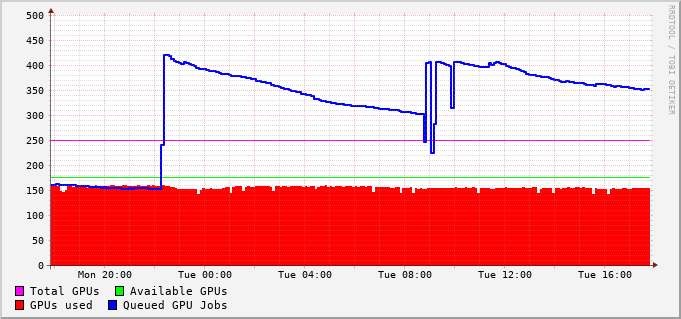 500
450
400
350
300
250
200
150
100
50
0
Mon 20:00 Tue 00:00 Tue 04:00 Tue 08:00 Tue 12:00 Tue 16:00
Total GPUs Available GPUs
GPUs used Queued GPU Jobs
RRDTOOL / TOBI OETIKER